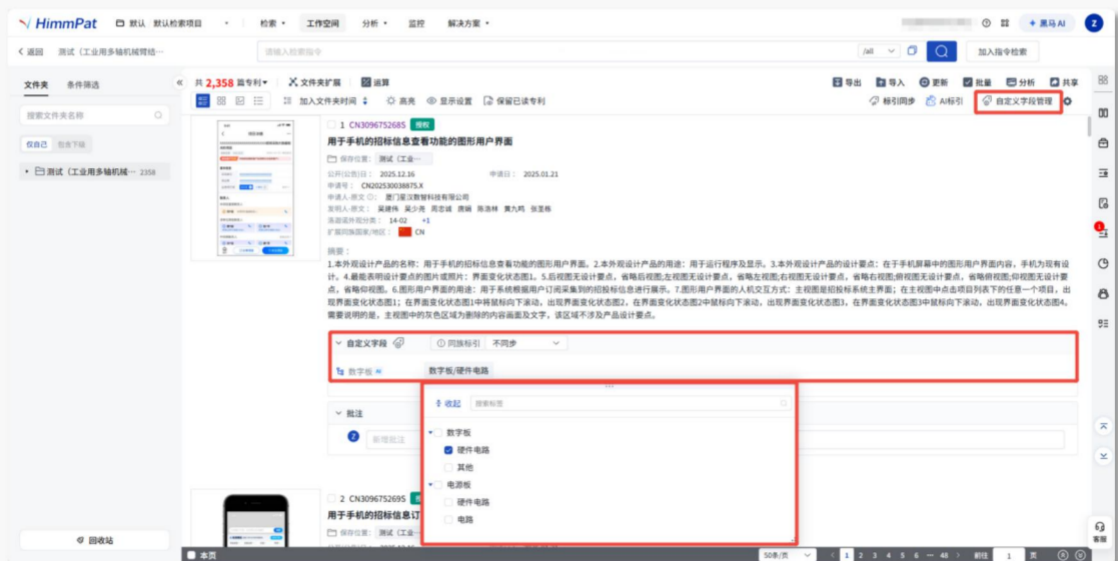 HimmPat
默认 默认检索项目
检索
工作空间
分析
监控
解决方案
+ 黑马 AI
Z
返回 测试（工业用多轴机械臂结...
请输入检索指令
/all
加入指令检索
文件夹 条件筛选
共 2,358 篇专利
文件夹扩展
运算
导出 导入 更新 批量 分析 共享
搜索文件夹名称
加入文件夹时间
高亮
显示设置
保留已读专利
标引同步
AI标引
自定义字段管理
仅自己 包含下级
测试（工业用多轴机械... 2358
1 CN309675268S 授权
用于手机的招标信息查看功能的图形用户界面
保存位置： 测试（工业...
公开(公告)日： 2025.12.16 申请日： 2025.01.21
申请号： CN202530038875.X
申请人-原文： 厦门星汉数智科技有限公司
发明人-原文： 吴建伟 吴少亮 周志诚 唐娴 陈浩林 黄九鸣 张圣栋
洛迦诺外观分类： 14-02 +1
扩展同族国家/地区： CN
摘要：
1.本外观设计产品的名称：用于手机的招标信息查看功能的图形用户界面。2.本外观设计产品的用途：用于运行程序及显示。3.本外观设计产品的设计要点：在于手机屏幕中的图形用户界面内容，手机为现有设
计。4.最能表明设计要点的图片或照片：界面变化状态图1。5.后视图无设计要点，省略后视图;左视图无设计要点，省略左视图;右视图无设计要点，省略右视图;俯视图无设计要点，省略俯视图;仰视图无设计要
点，省略仰视图。6.图形用户界面的用途：用于系统根据用户订阅采集到的招投标信息进行展示。7.图形用户界面的人机交互方式：主视图是招投标系统主界面；在主视图中点击项目列表下的任意一个项目，出
现界面变化状态图1；在界面变化状态图1中将鼠标向下滚动，出现界面变化状态图2，在界面变化状态图2中鼠标向下滚动，出现界面变化状态图3，在界面变化状态图3中鼠标向下滚动，出现界面变化状态图4。
需要说明的是，主视图中的灰色区域为删除的内容画面及文字，该区域不涉及产品设计要点。
自定义字段
同族标引 不同步
数字板 AI
数字板/硬件电路
收起
搜索标签
数字板
硬件电路
其他
电源板
硬件电路
电路
批注
Z
新增批注
2 CN309675269S
用于手机的招标信息订
保存位置： 测试（工业
回收站
本页
50条/页
1 2 3 4 5 6 48
前往 1 页
客服
1